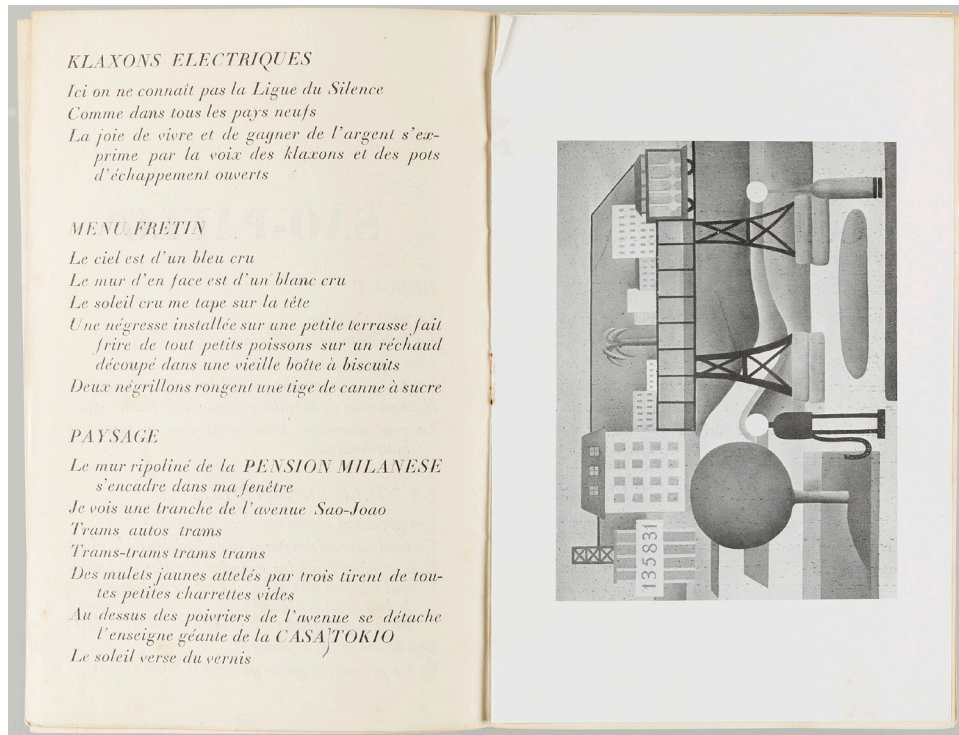 KLAXONS ELECTRIQUES
Ici on ne connaît pas la Ligue du Silence
Comme dans tous les pays neufs
La joie de vivre et de gagner de l'argent s'ex-
prime par la voix des klaxons et des pots
d'échappement ouverts
MENU FRETIN
Le ciel est d'un bleu cru
Le mur d'en face est d'un blanc cru
Le soleil cru me tape sur la tête
Une négresse installée sur une petite terrasse fait
frire de tout petits poissons sur un réchaud
découpé dans une vieille boîte à biscuits
Deux négrillons rongent une tige de canne à sucre
PAYSAGE
Le mur ripoliné de la PENSION MILANESE
s'encadre dans ma fenêtre
Je vois une tranche de l'avenue Sao-Joao
Trams autos trams
Trams-trams trams trams
Des mulets jaunes attelés par trois tirent de tou-
tes petites charrettes vides
Au dessus des poivriers de l'avenue se détache
l'enseigne géante de la CASA TOKIO
Le soleil verse du vernis
135831